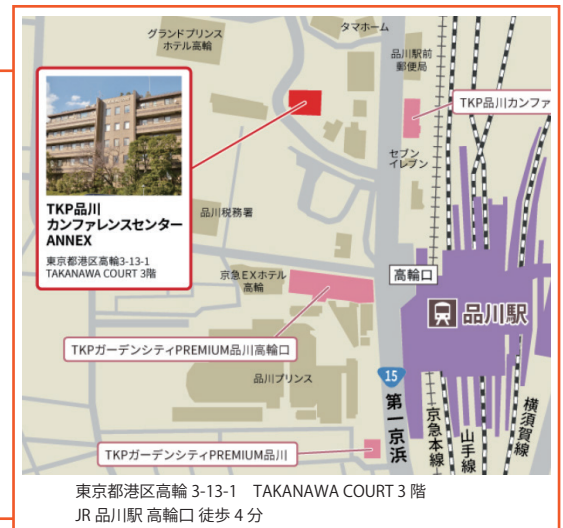 グランドプリンス
ホテル高輪
タマホーム
品川駅前
郵便局
TKP品川カンファ
セブン
イレブン
TKP品川
カンファレンスセンター
ANNEX
東京都港区高輪3-13-1
TAKANAWA COURT 3階
品川税務署
京急EXホテル
高輪
高輪口
品川駅
TKPガーデンシティPREMIUM品川高輪口
品川プリンス
15
第一京浜
京急本線
山手線
横須賀線
TKPガーデンシティPREMIUM品川
東京都港区高輪 3-13-1 TAKANAWA COURT 3 階
JR 品川駅 高輪口 徒歩 4 分